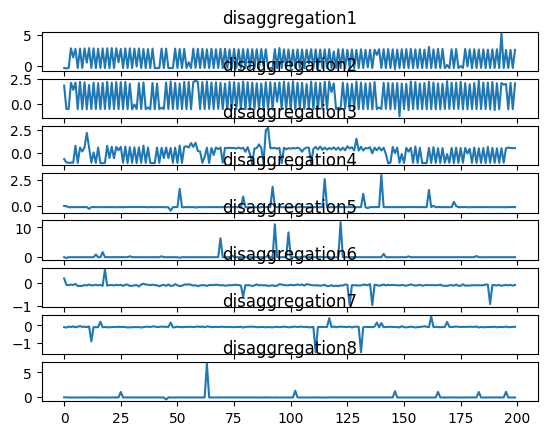 disaggregation1
5
0
disaggregation2
2.5
0.0
disaggregation3
2.5
0.0
disaggregation4
2.5
0.0
disaggregation5
10
0
disaggregation6
0
−1
disaggregation7
0
−1
disaggregation8
5
0
0 25 50 75 100 125 150 175 200